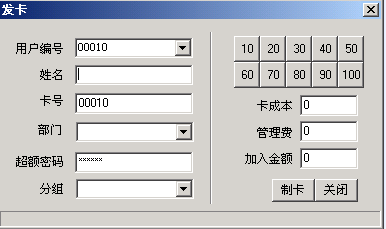 发卡
用户编号 00010
姓名
卡号 00010
部门
超额密码 ******
分组
10 20 30 40 50
60 70 80 90 100
卡成本 0
管理费 0
加入金额 0
制卡 关闭